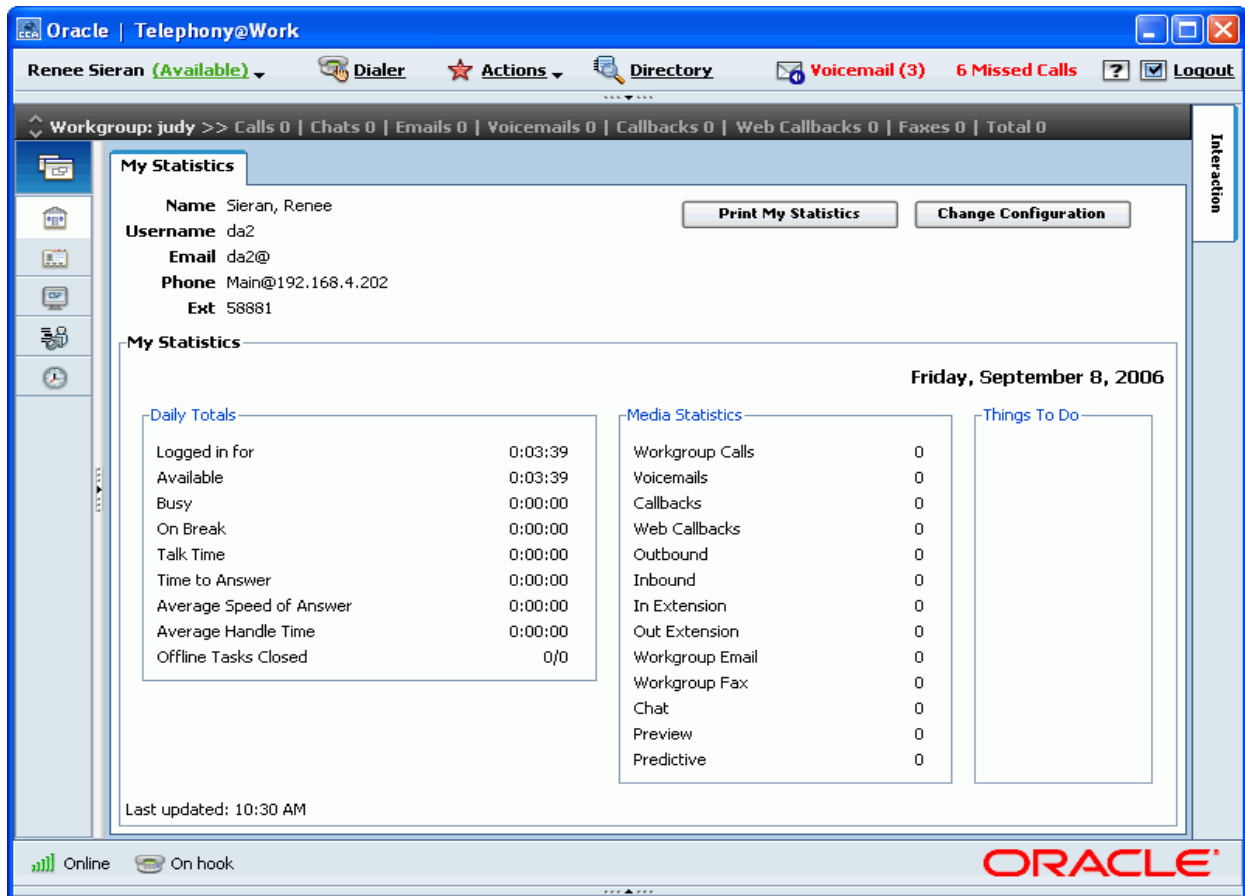 Oracle | Telephony@Work
Renee Sieran (Available) Dialer Actions Directory Voicemail (3) 6 Missed Calls ? Logout
Workgroup: judy >> Calls 0 | Chats 0 | Emails 0 | Voicemails 0 | Callbacks 0 | Web Callbacks 0 | Faxes 0 | Total 0
Interaction
My Statistics
Name Sieran, Renee
Print My Statistics Change Configuration
Username da2
Email da2@
Phone Main@192.168.4.202
Ext 58881
My Statistics
Friday, September 8, 2006
Daily Totals
Logged in for 0:03:39
Available 0:03:39
Busy 0:00:00
On Break 0:00:00
Talk Time 0:00:00
Time to Answer 0:00:00
Average Speed of Answer 0:00:00
Average Handle Time 0:00:00
Offline Tasks Closed 0/0
Media Statistics
Workgroup Calls 0
Voicemails 0
Callbacks 0
Web Callbacks 0
Outbound 0
Inbound 0
In Extension 0
Out Extension 0
Workgroup Email 0
Workgroup Fax 0
Chat 0
Preview 0
Predictive 0
Things To Do
Last updated: 10:30 AM
Online On hook
ORACLE